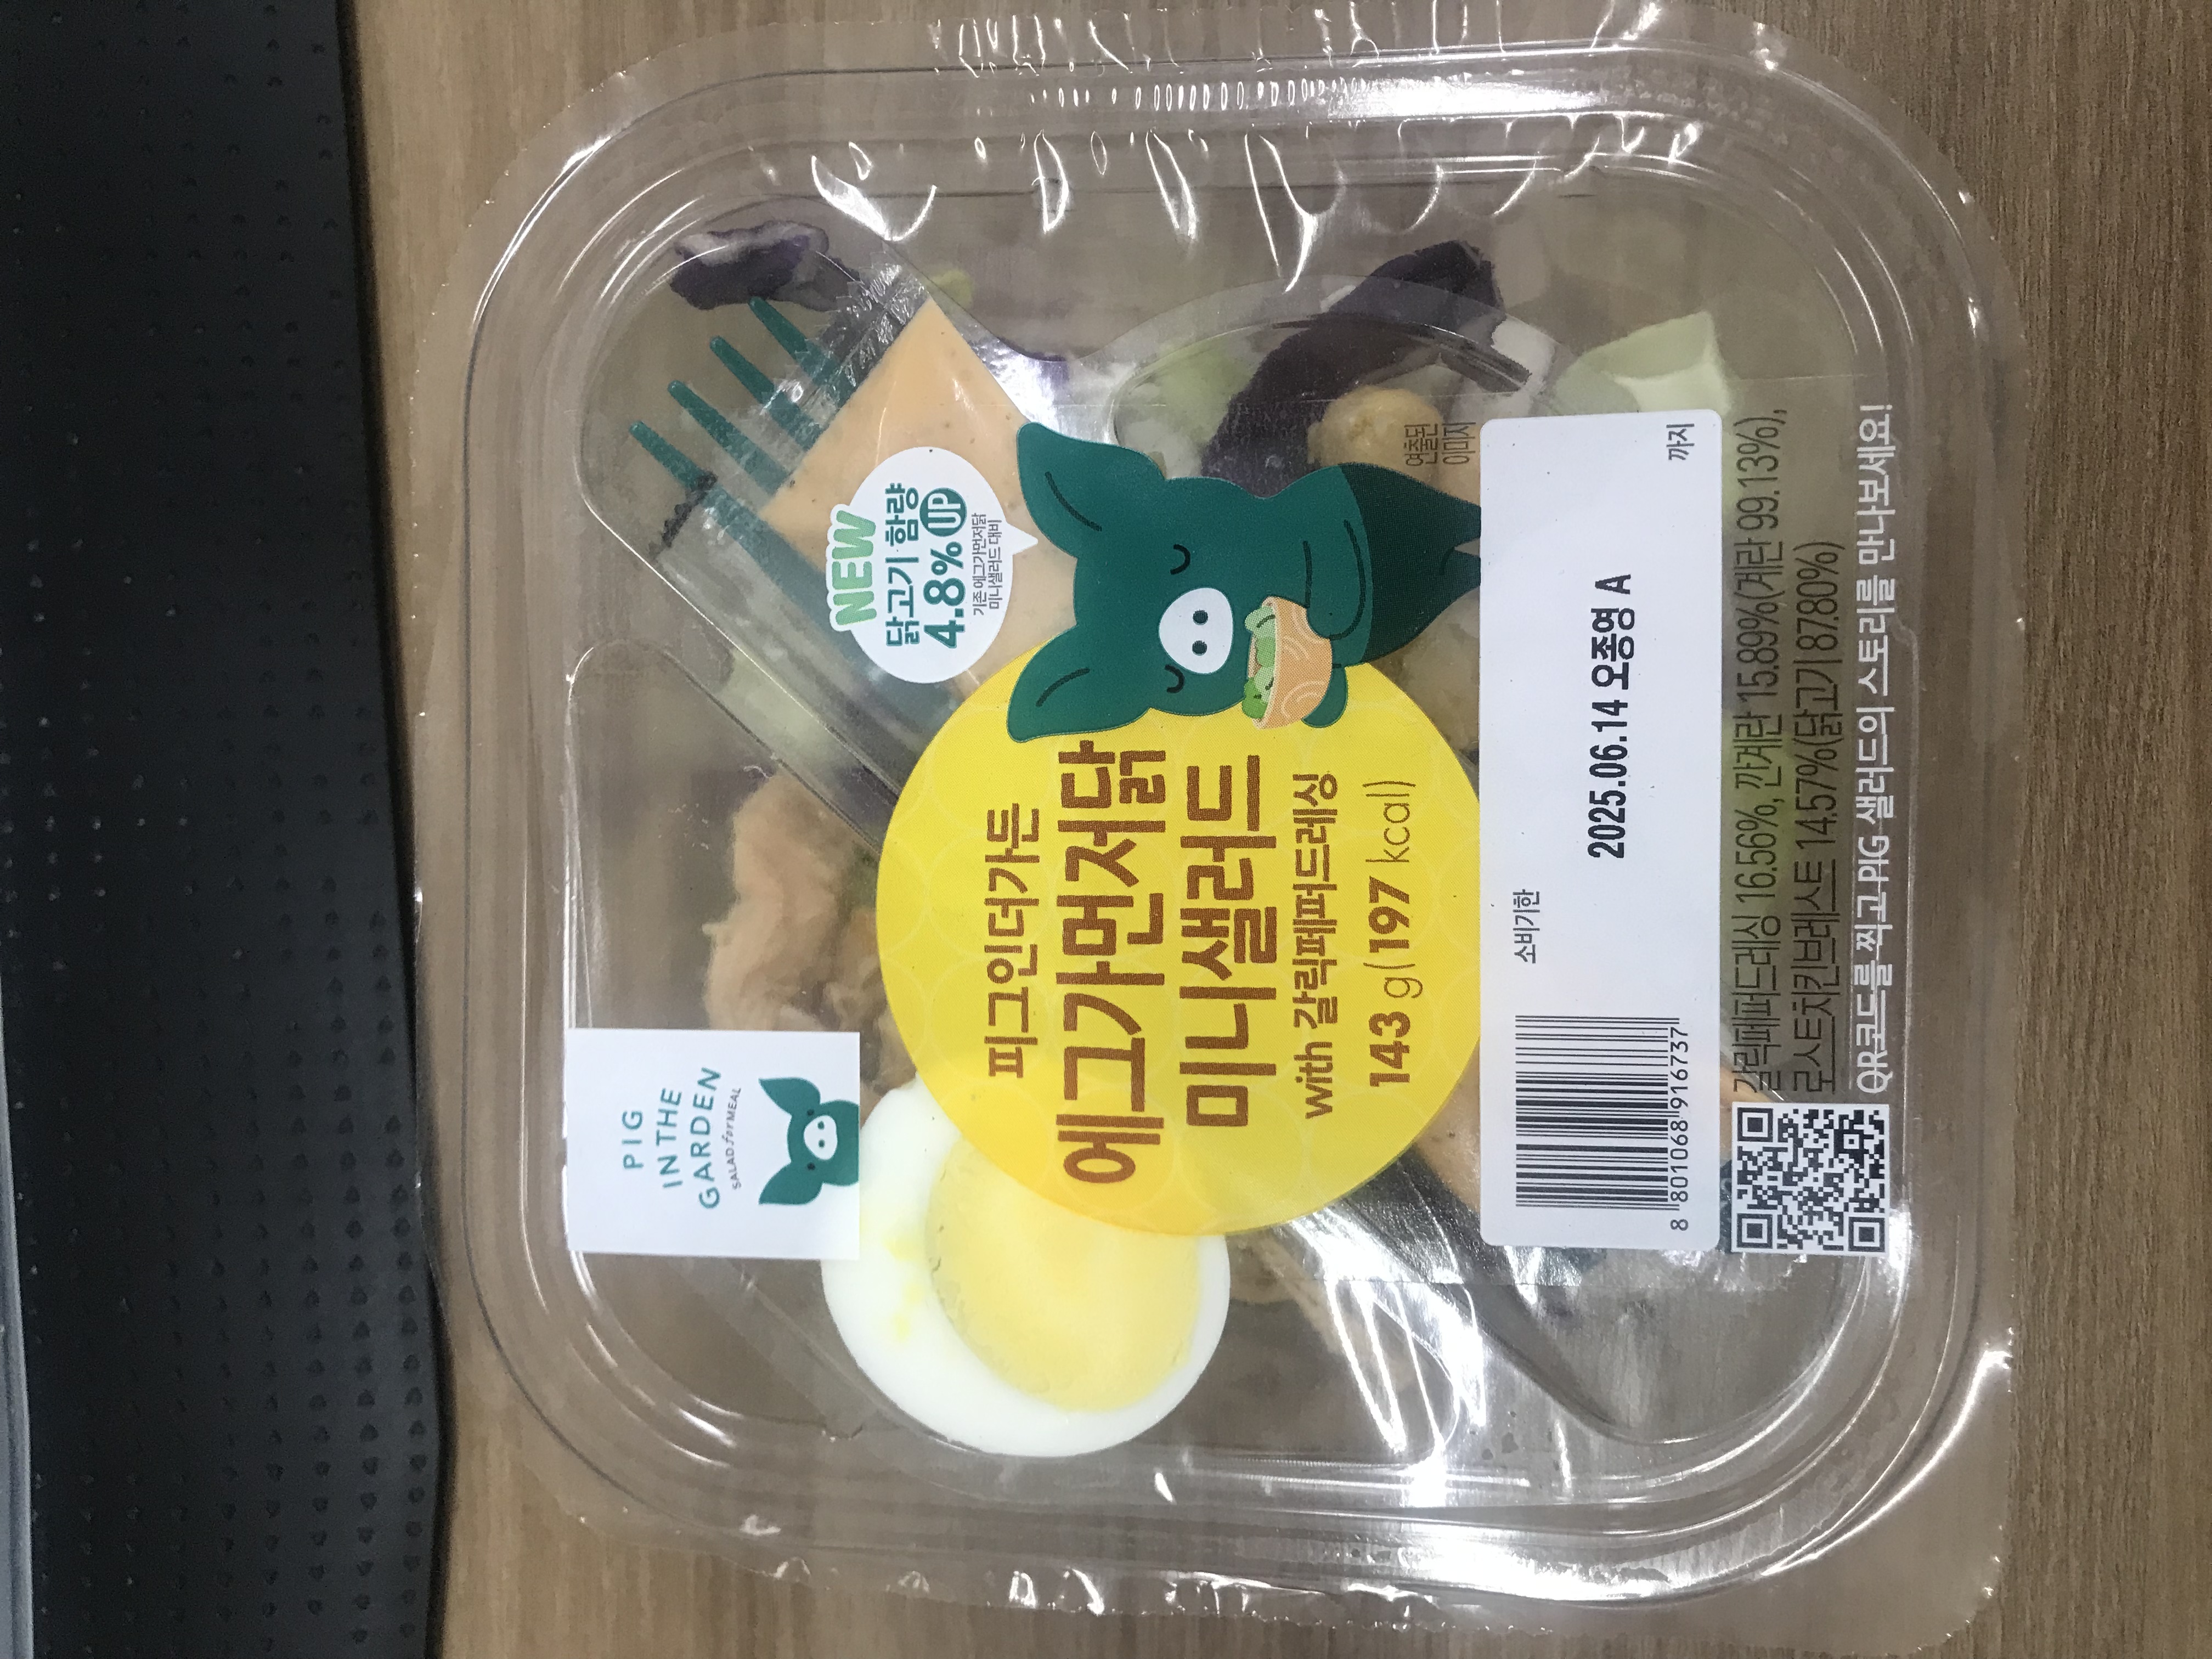 PIG
IN THE
GARDEN
SALAD for MEAL
NEW
닭고기 함량
4.8% UP
기존 에그가먼저닭
미니샐러드 대비
피그인더가든
에그가먼저닭
미니샐러드
with 갈릭페퍼드레싱
143 g(197 kcal)
연출된
이미지
소비기한
2025.06.14 오종영 A
까지
8 801068 916737
갈릭페퍼드레싱 16.56%, 깐계란 15.89%(계란 99.13%),
로스트치킨브레스트 14.57%(닭고기 87.80%)
QR코드를 찍고 PIG 샐러드의 스토리를 만나보세요!